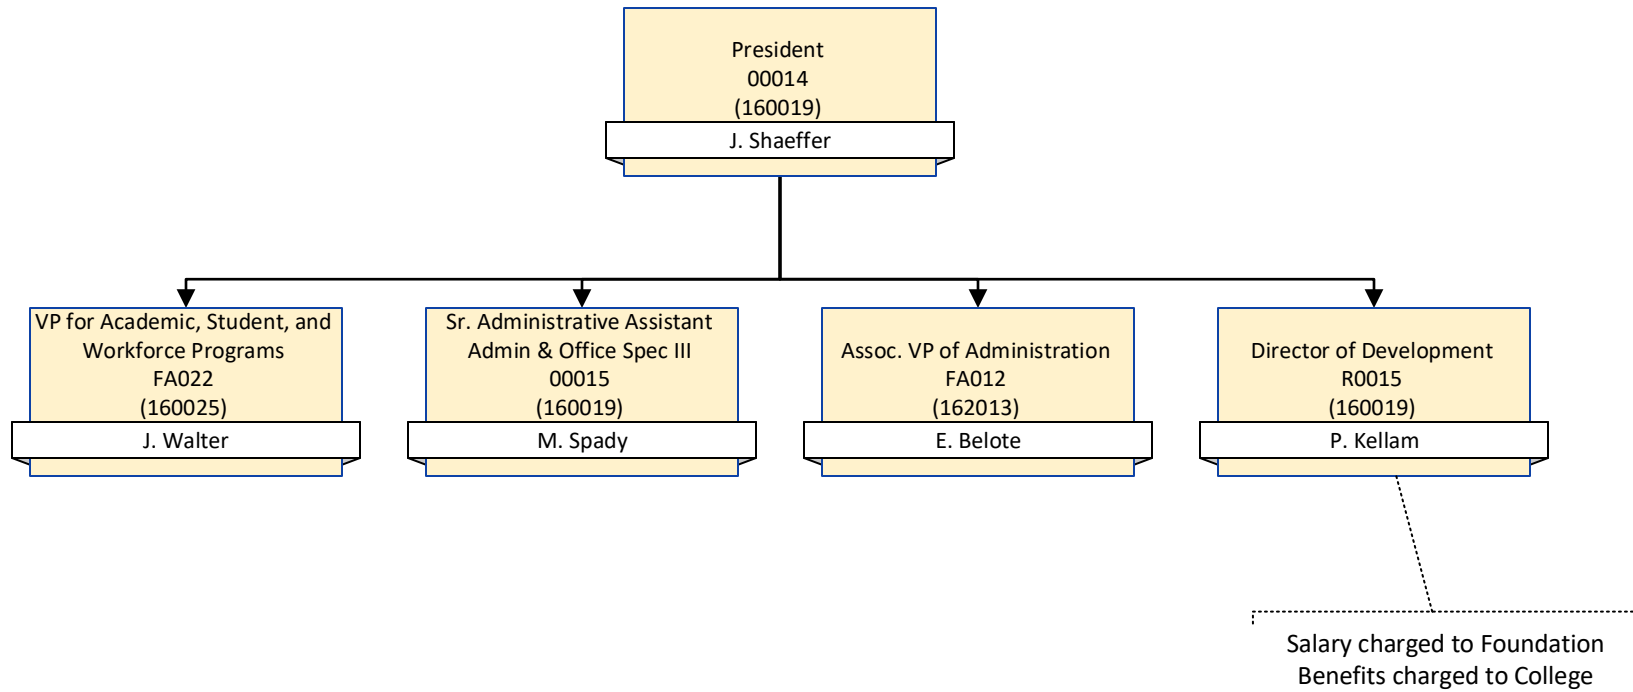 President
00014
(160019)
J. Shaeffer
VP for Academic, Student, and
Workforce Programs
FA022
(160025)
J. Walter
Sr. Administrative Assistant
Admin & Office Spec III
00015
(160019)
M. Spady
Assoc. VP of Administration
FA012
(162013)
E. Belote
Director of Development
R0015
(160019)
P. Kellam
Salary charged to Foundation
Benefits charged to College